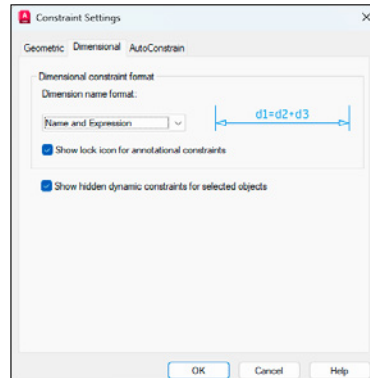 Constraint Settings
Geometric Dimensional AutoConstrain
Dimensional constraint format
Dimension name format:
Name and Expression
d1=d2+d3
Show lock icon for annotational constraints
Show hidden dynamic constraints for selected objects
OK Cancel Help